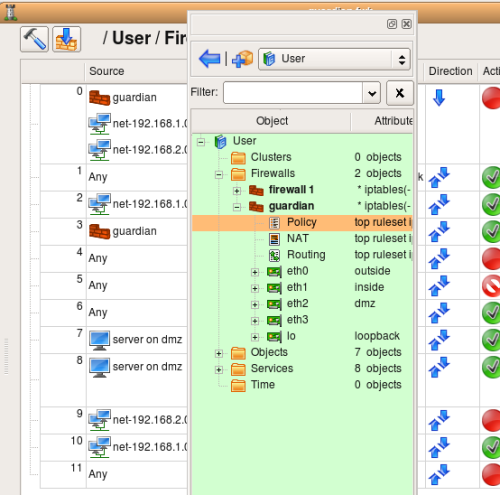 / User / Fir
User
Source
Direction
Acti
Filter:
X
Object
Attribute
0
guardian
net-192.168.1.0
net-192.168.2.0
1
Any
k
2
net-192.168.1.0
3
guardian
4
Any
5
Any
6
Any
7
server on dmz
8
server on dmz
9
net-192.168.2.0
10
net-192.168.1.0
11
Any
User
Clusters 0 objects
Firewalls 2 objects
firewall 1 * iptables(-
guardian * iptables(-
Policy top ruleset i
NAT top ruleset i
Routing top ruleset i
eth0 outside
eth1 inside
eth2 dmz
eth3
lo loopback
Objects 7 objects
Services 8 objects
Time 0 objects